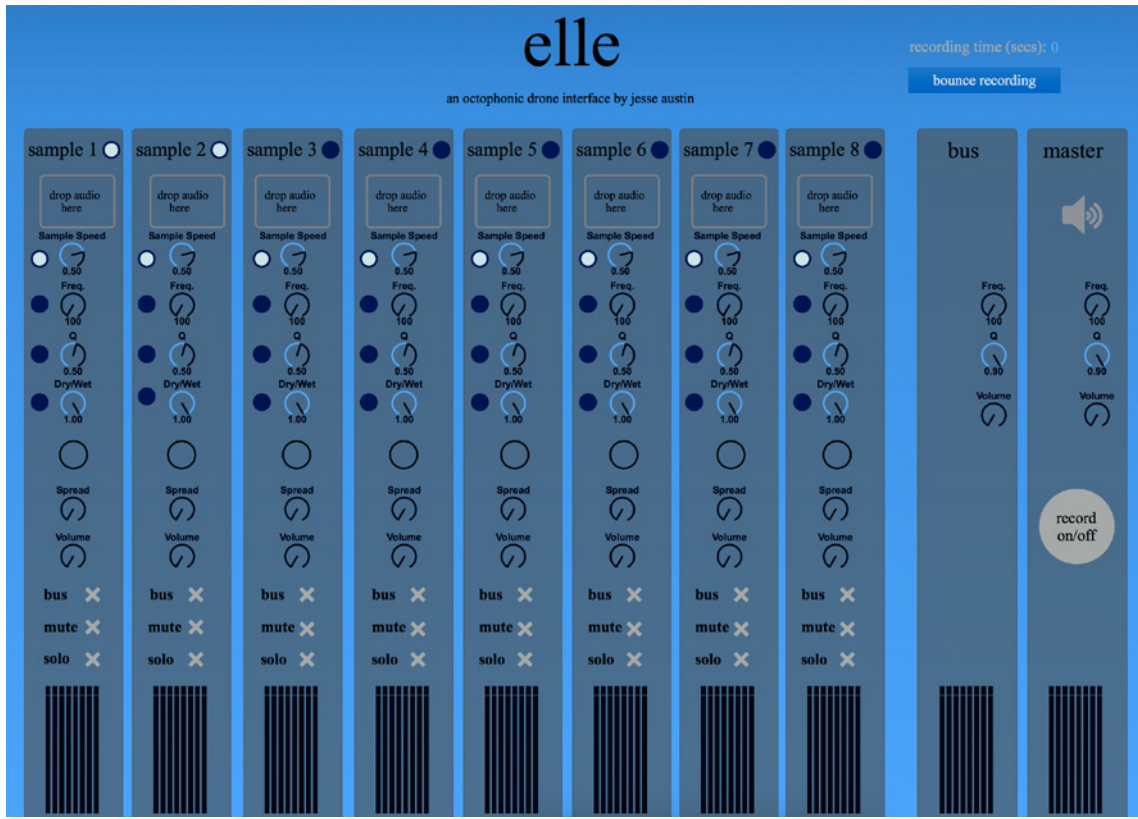 elle
recording time (secs): 0
bounce recording
an octophonic drone interface by jesse austin
sample 1 sample 2 sample 3 sample 4 sample 5 sample 6 sample 7 sample 8 bus master
drop audio drop audio drop audio drop audio drop audio drop audio drop audio drop audio
here here here here here here here here
Sample Speed Sample Speed Sample Speed Sample Speed Sample Speed Sample Speed Sample Speed Sample Speed
0.50 0.50 0.50 0.50 0.50 0.50 0.50 0.50
Freq. Freq. Freq. Freq. Freq. Freq. Freq. Freq. Freq. Freq.
100 100 100 100 100 100 100 100 100 100
Q Q Q Q Q Q Q Q Q Q
0.50 0.50 0.50 0.50 0.50 0.50 0.50 0.50 0.90 0.90
Dry/Wet Dry/Wet Dry/Wet Dry/Wet Dry/Wet Dry/Wet Dry/Wet Dry/Wet Volume Volume
1.00 1.00 1.00 1.00 1.00 1.00 1.00 1.00
Spread Spread Spread Spread Spread Spread Spread Spread
record
on/off
Volume Volume Volume Volume Volume Volume Volume Volume
bus bus bus bus bus bus bus bus
mute mute mute mute mute mute mute mute
solo solo solo solo solo solo solo solo